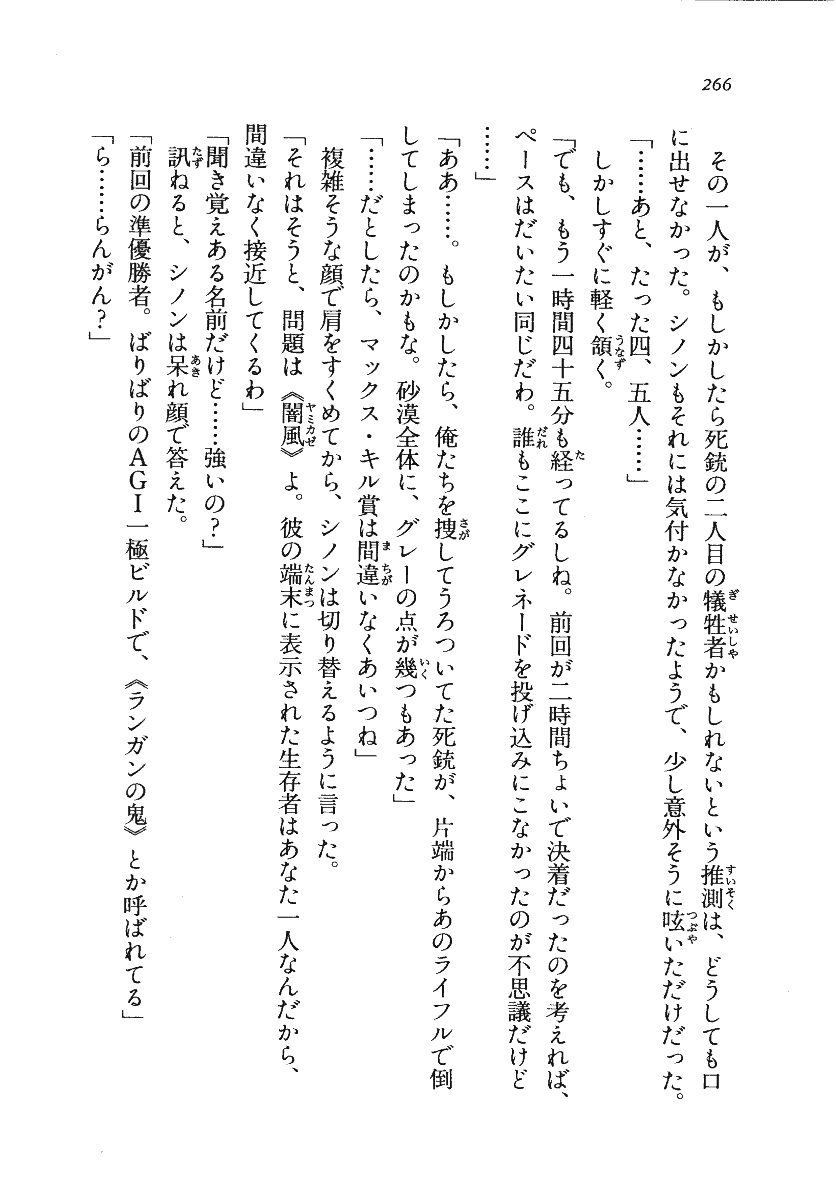 266
その一人が、もしかしたら死銃の二人目の犠牲者かもしれないという推測は、どうしても口
に出せなかった。シノンもそれには気付かなかったようで、少し意外そうに呟いただけだった。
「……あと、たった四、五人……」
しかしすぐに軽く頷く。
「でも、もう一時間四十五分も経ってるしね。前回が二時間ちょいで決着だったのを考えれば、
ペースはだいたい同じだわ。誰もここにグレネードを投げ込みにこなかったのが不思議だけど
……」
「ああ……。もしかしたら、俺たちを捜してうろついてた死銃が、片端からあのライフルで倒
してしまったのかもな。砂漠全体に、グレーの点が幾つもあった」
「……だとしたら、マックス・キル賞は間違いなくあいつね」
複雑そうな顔で肩をすくめてから、シノンは切り替えるように言った。
「それはそうと、問題は《闇風》よ。彼の端末に表示された生存者はあなた一人なんだから、
間違いなく接近してくるわ」
「聞き覚えある名前だけど……強いの？」
訊ねると、シノンは呆れ顔で答えた。
「前回の準優勝者。ばりばりのＡＧＩ一極ビルドで、《ランガンの鬼》とか呼ばれてる」
「ら……らんがん？」